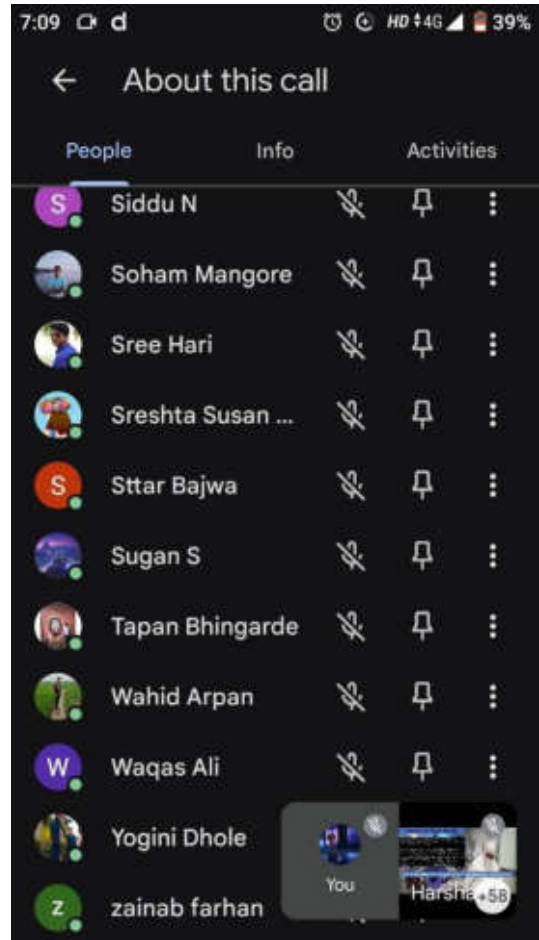 7:09 d HD 4G 39%
About this call
People Info Activities
S Siddu N
Soham Mangore
Sree Hari
Sreshta Susan ...
S Sttar Bajwa
Sugan S
Tapan Bhingarde
Wahid Arpan
W Waqas Ali
Yogini Dhole
You Harsha +58
z zainab farhan